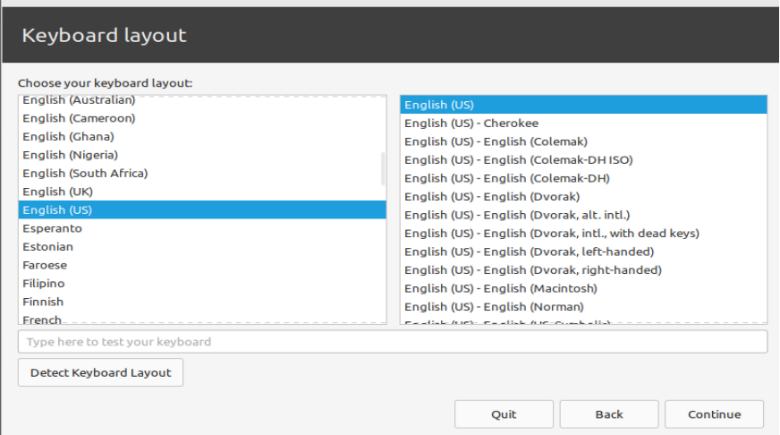 Keyboard layout
Choose your keyboard layout:
English (Australian)
English (Cameroon)
English (Ghana)
English (Nigeria)
English (South Africa)
English (UK)
English (US)
Esperanto
Estonian
Faroese
Filipino
Finnish
French
English (US)
English (US) - Cherokee
English (US) - English (Colemak)
English (US) - English (Colemak-DH ISO)
English (US) - English (Colemak-DH)
English (US) - English (Dvorak)
English (US) - English (Dvorak, alt. intl.)
English (US) - English (Dvorak, intl., with dead keys)
English (US) - English (Dvorak, left-handed)
English (US) - English (Dvorak, right-handed)
English (US) - English (Macintosh)
English (US) - English (Norman)
English (US) - English (US, Symbolic)
Type here to test your keyboard
Detect Keyboard Layout
Quit
Back
Continue